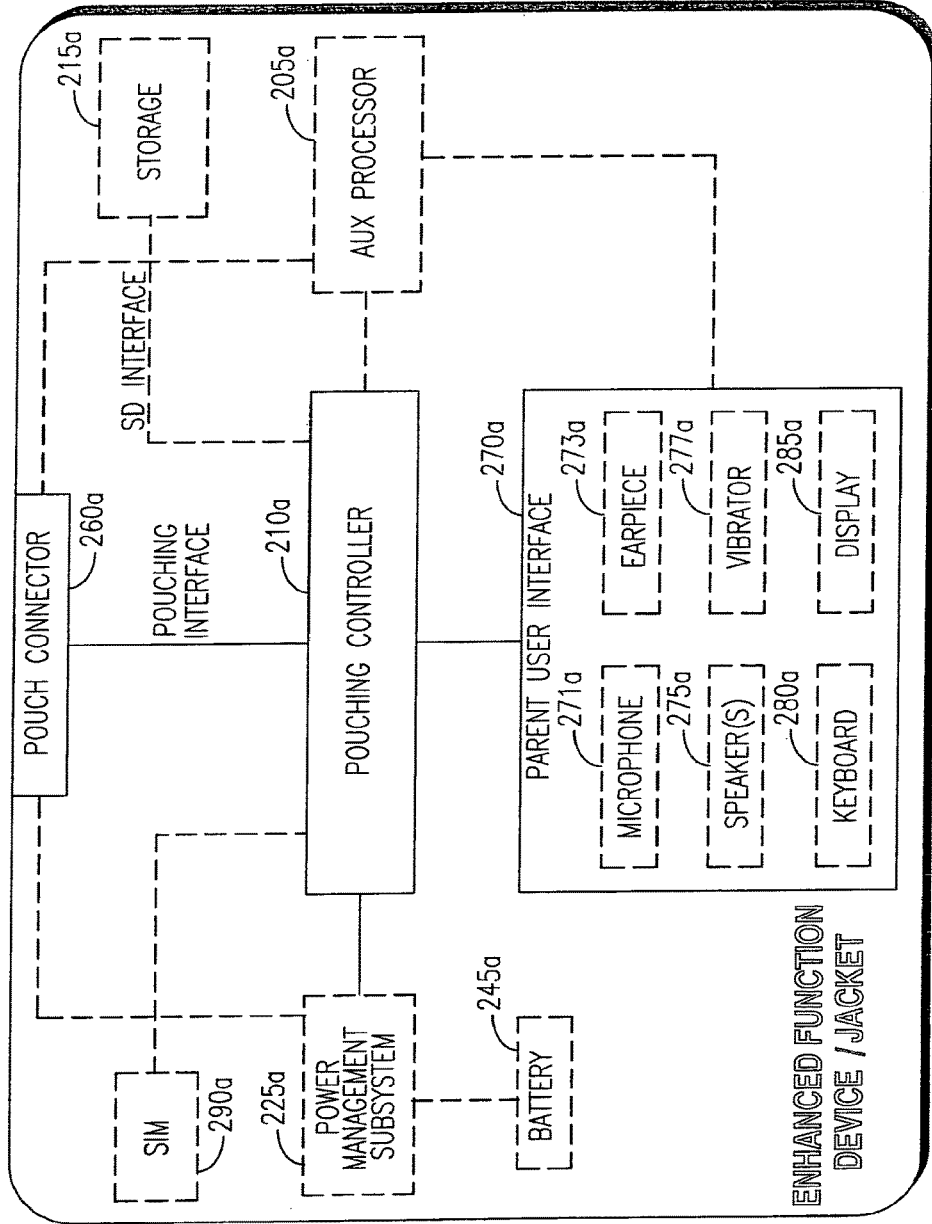 POUCH CONNECTOR
260a
STORAGE
215a
SD INTERFACE
POUCHING
INTERFACE
SIM
290a
POWER
MANAGEMENT
SUBSYSTEM
225a
POUCHING CONTROLLER
210a
AUX PROCESSOR
205a
BATTERY
245a
PARENT USER INTERFACE
270a
MICROPHONE
271a
EARPIECE
273a
SPEAKER(S)
275a
VIBRATOR
277a
KEYBOARD
280a
DISPLAY
285a
ENHANCED FUNCTION
DEVICE / JACKET